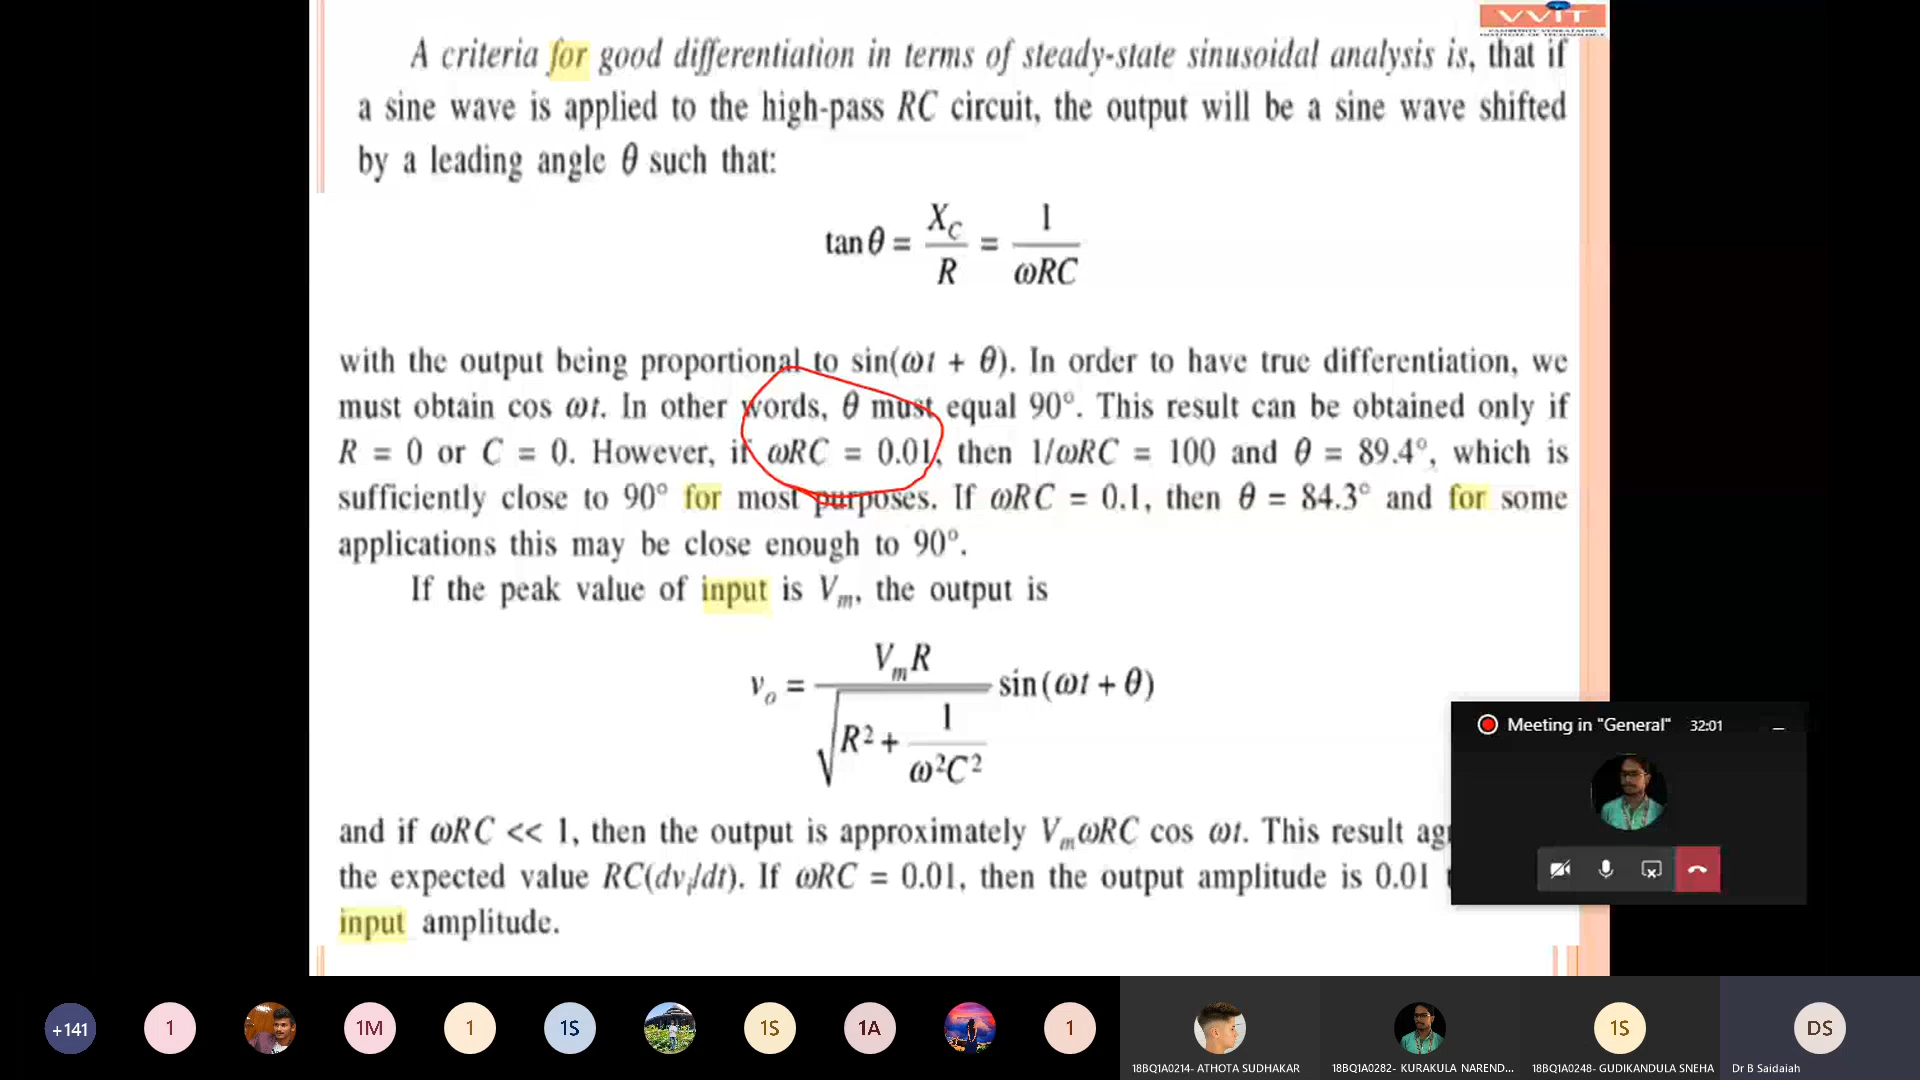 VVIT
A criteria for good differentiation in terms of steady-state sinusoidal analysis is, that if
a sine wave is applied to the high-pass RC circuit, the output will be a sine wave shifted
by a leading angle θ such that:
tan θ = X_C / R = 1 / ωRC
with the output being proportional to sin(ωt + θ). In order to have true differentiation, we
must obtain cos ωt. In other words, θ must equal 90°. This result can be obtained only if
R = 0 or C = 0. However, if ωRC = 0.01, then 1/ωRC = 100 and θ = 89.4°, which is
sufficiently close to 90° for most purposes. If ωRC = 0.1, then θ = 84.3° and for some
applications this may be close enough to 90°.
If the peak value of input is V_m, the output is
v_o = V_m R / √(R² + 1 / ω²C²) sin(ωt + θ)
and if ωRC << 1, then the output is approximately V_m ωRC cos ωt. This result
the expected value RC(dv_i/dt). If ωRC = 0.01, then the output amplitude is 0.01
input amplitude.
Meeting in "General" 32:01
+141 1 1M 1 1S 1S 1A 1 1S DS
18BQ1A0214- ATHOTA SUDHAKAR 18BQ1A0282- KURAKULA NAREND... 18BQ1A0248- GUDIKANDULA SNEHA Dr B Saidaiah